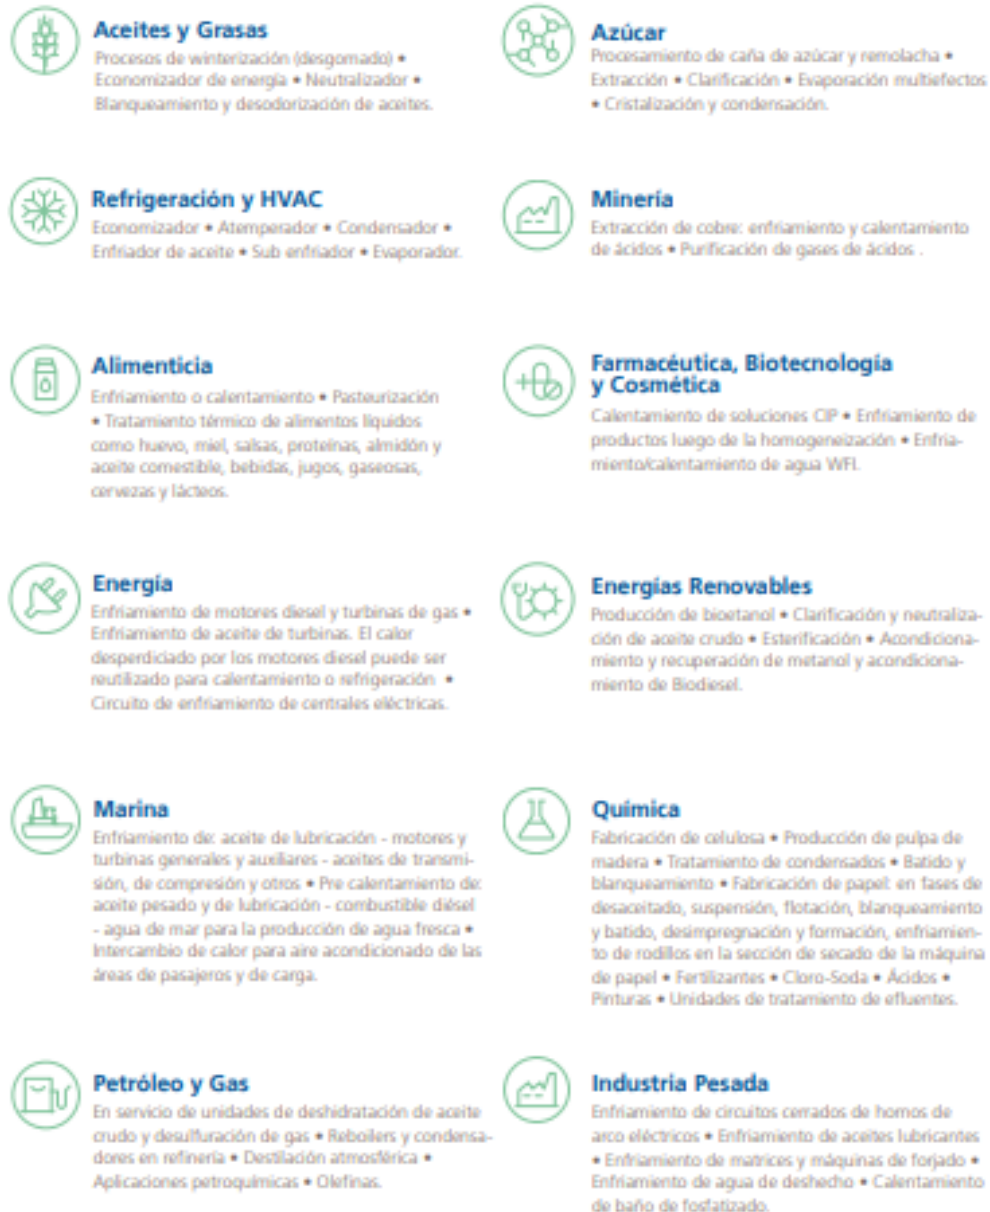 Aceites y Grasas
Procesos de winterización (desgomado) •
Economizador de energía • Neutralizador •
Blanqueamiento y desodorización de aceites.
Azúcar
Procesamiento de caña de azúcar y remolacha •
Extracción • Clarificación • Evaporación multiefectos
• Cristalización y condensación.
Refrigeración y HVAC
Economizador • Atemperador • Condensador •
Enfriador de aceite • Sub enfriador • Evaporador.
Minería
Extracción de cobre: enfriamiento y calentamiento
de ácidos • Purificación de gases de ácidos .
Alimenticia
Enfriamiento o calentamiento • Pasteurización
• Tratamiento térmico de alimentos líquidos
como huevo, miel, salsas, proteínas, almidón y
aceite comestible, bebidas, jugos, gaseosas,
cervezas y lácteos.
Farmacéutica, Biotecnología
y Cosmética
Calentamiento de soluciones CIP • Enfriamiento de
productos luego de la homogeneización • Enfria-
miento/calentamiento de agua WFI.
Energía
Enfriamiento de motores diesel y turbinas de gas •
Enfriamiento de aceite de turbinas. El calor
desperdiciado por los motores diesel puede ser
reutilizado para calentamiento o refrigeración •
Circuito de enfriamiento de centrales eléctricas.
Energías Renovables
Producción de bioetanol • Clarificación y neutraliza-
ción de aceite crudo • Esterificación • Acondiciona-
miento y recuperación de metanol y acondiciona-
miento de Biodiesel.
Marina
Enfriamiento de: aceite de lubricación - motores y
turbinas generales y auxiliares - aceites de transmi-
sión, de compresión y otros • Pre calentamiento de:
aceite pesado y de lubricación - combustible diésel
- agua de mar para la producción de agua fresca •
Intercambio de calor para aire acondicionado de las
áreas de pasajeros y de carga.
Química
Fabricación de celulosa • Producción de pulpa de
madera • Tratamiento de condensados • Batido y
blanqueamiento • Fabricación de papel: en fases de
desaceitado, suspensión, flotación, blanqueamiento
y batido, desimpregnación y formación, enfriamien-
to de rodillos en la sección de secado de la máquina
de papel • Fertilizantes • Cloro-Soda • Ácidos •
Pinturas • Unidades de tratamiento de efluentes.
Petróleo y Gas
En servicio de unidades de deshidratación de aceite
crudo y desulfuración de gas • Reboilers y condensa-
dores en refinería • Destilación atmosférica •
Aplicaciones petroquímicas • Olefinas.
Industria Pesada
Enfriamiento de circuitos cerrados de hornos de
arco eléctricos • Enfriamiento de aceites lubricantes
• Enfriamiento de matrices y máquinas de forjado •
Enfriamiento de agua de deshecho • Calentamiento
de baño de fosfatizado.